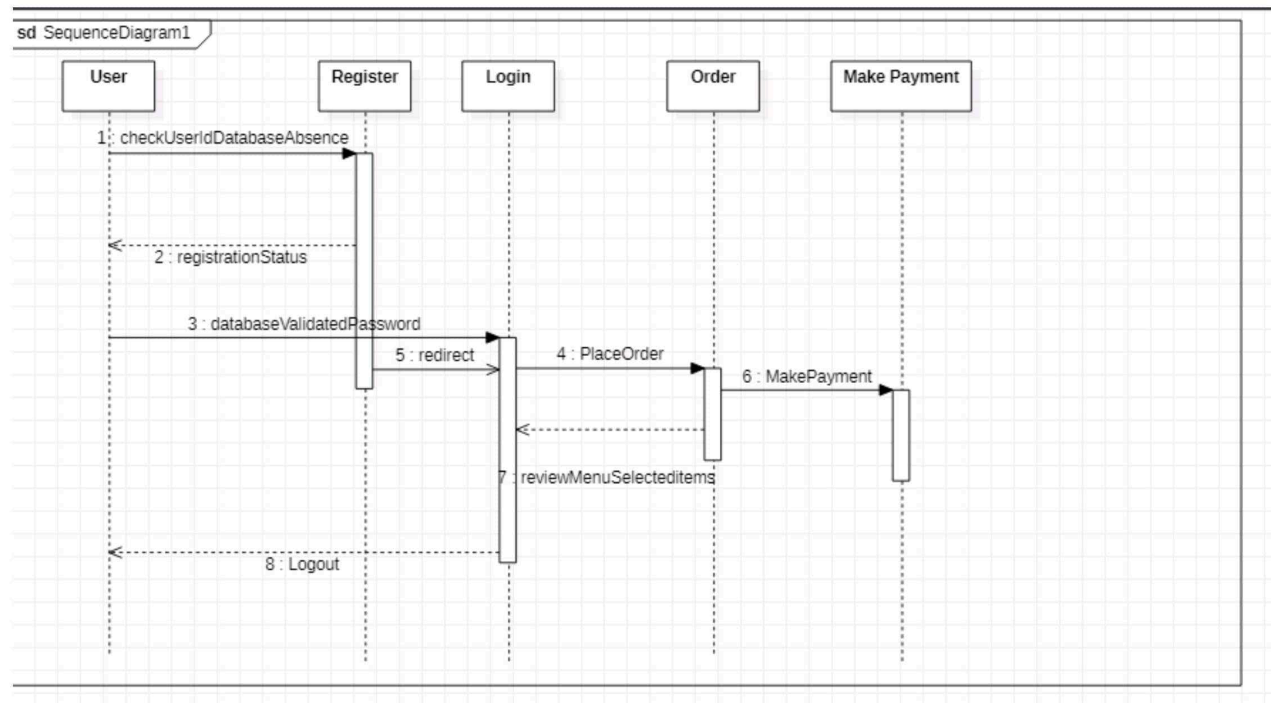 sd SequenceDiagram1
User
Register
Login
Order
Make Payment
1 : checkUserIdDatabaseAbsence
2 : registrationStatus
3 : databaseValidatedPassword
5 : redirect
4 : PlaceOrder
6 : MakePayment
7 : reviewMenuSelecteditems
8 : Logout